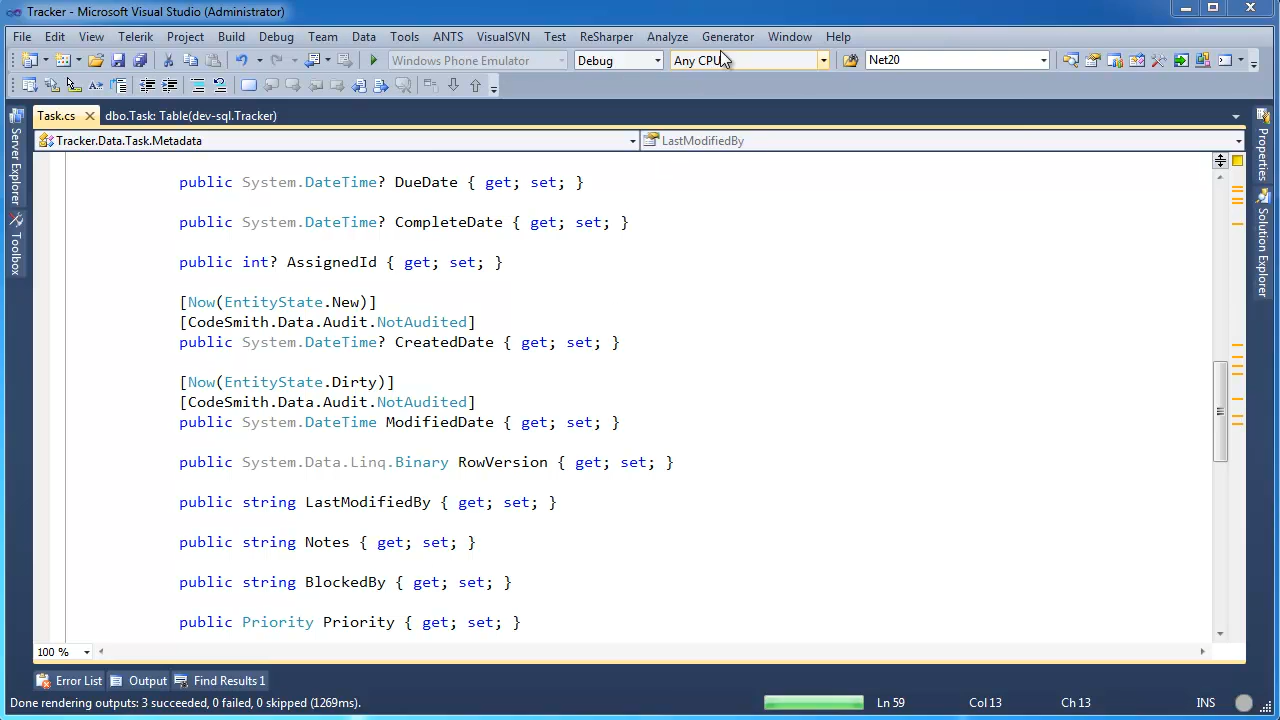 Tracker - Microsoft Visual Studio (Administrator)
File Edit View Telerik Project Build Debug Team Data Tools ANTS VisualSVN Test ReSharper Analyze Generator Window Help
Windows Phone Emulator Debug Any CPU Net20
Task.cs dbo.Task: Table(dev-sql.Tracker)
Tracker.Data.Task.Metadata LastModifiedBy
public System.DateTime? DueDate { get; set; }
public System.DateTime? CompleteDate { get; set; }
public int? AssignedId { get; set; }
[Now(EntityState.New)]
[CodeSmith.Data.Audit.NotAudited]
public System.DateTime? CreatedDate { get; set; }
[Now(EntityState.Dirty)]
[CodeSmith.Data.Audit.NotAudited]
public System.DateTime ModifiedDate { get; set; }
public System.Data.Linq.Binary RowVersion { get; set; }
public string LastModifiedBy { get; set; }
public string Notes { get; set; }
public string BlockedBy { get; set; }
public Priority Priority { get; set; }
100 %
Error List Output Find Results 1
Done rendering outputs: 3 succeeded, 0 failed, 0 skipped (1269ms). Ln 59 Col 13 Ch 13 INS
Server Explorer
Toolbox
Properties
Solution Explorer